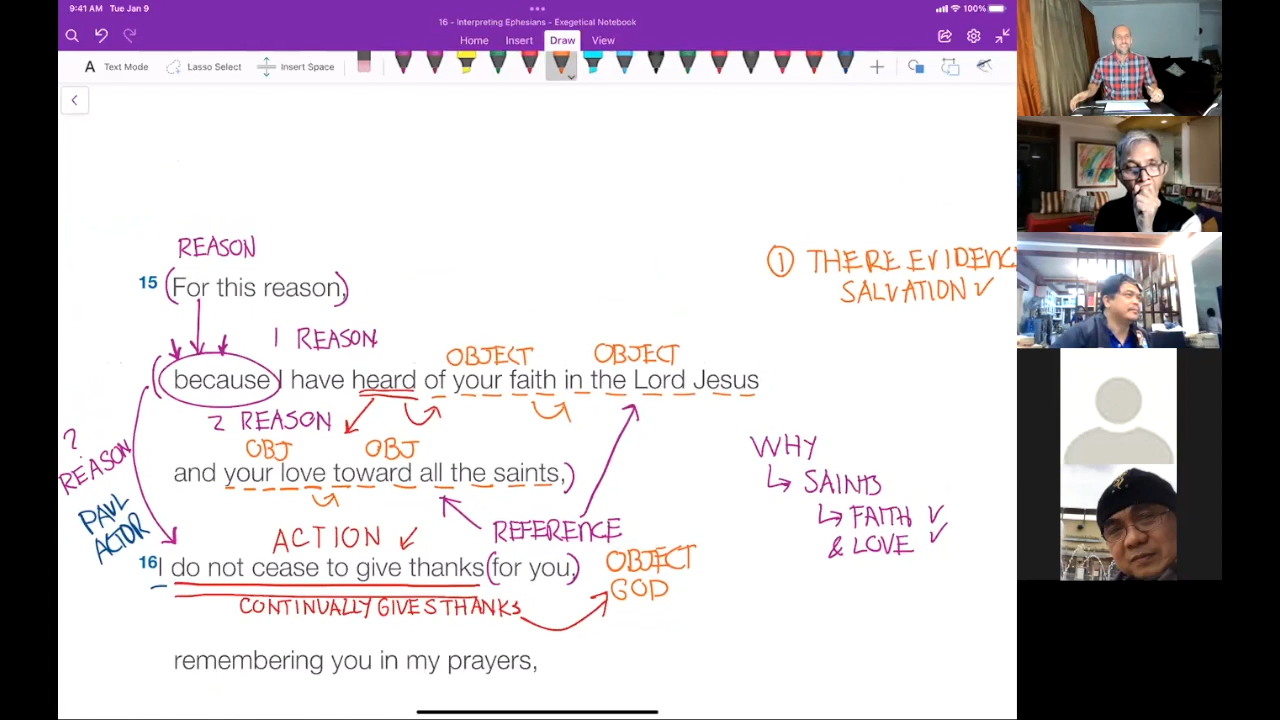 9:41 AM Tue Jan 9
100%
16 - Interpreting Ephesians - Exegetical Notebook
Home Insert Draw View
A Text Mode Lasso Select Insert Space
REASON
① THERE EVIDENC
SALVATION ✓
15 (For this reason,)
1 REASON
OBJECT OBJECT
(because I have heard of your faith in the Lord Jesus
2 REASON
OBJ OBJ
WHY
and your love toward all the saints,)
↳ SAINTS
↳ FAITH ✓
& LOVE ✓
?
REASON
PAUL
ACTOR
REFERENCE
ACTION ✓
16 I do not cease to give thanks (for you,)
OBJECT
GOD
CONTINUALLY GIVES THANKS
remembering you in my prayers,